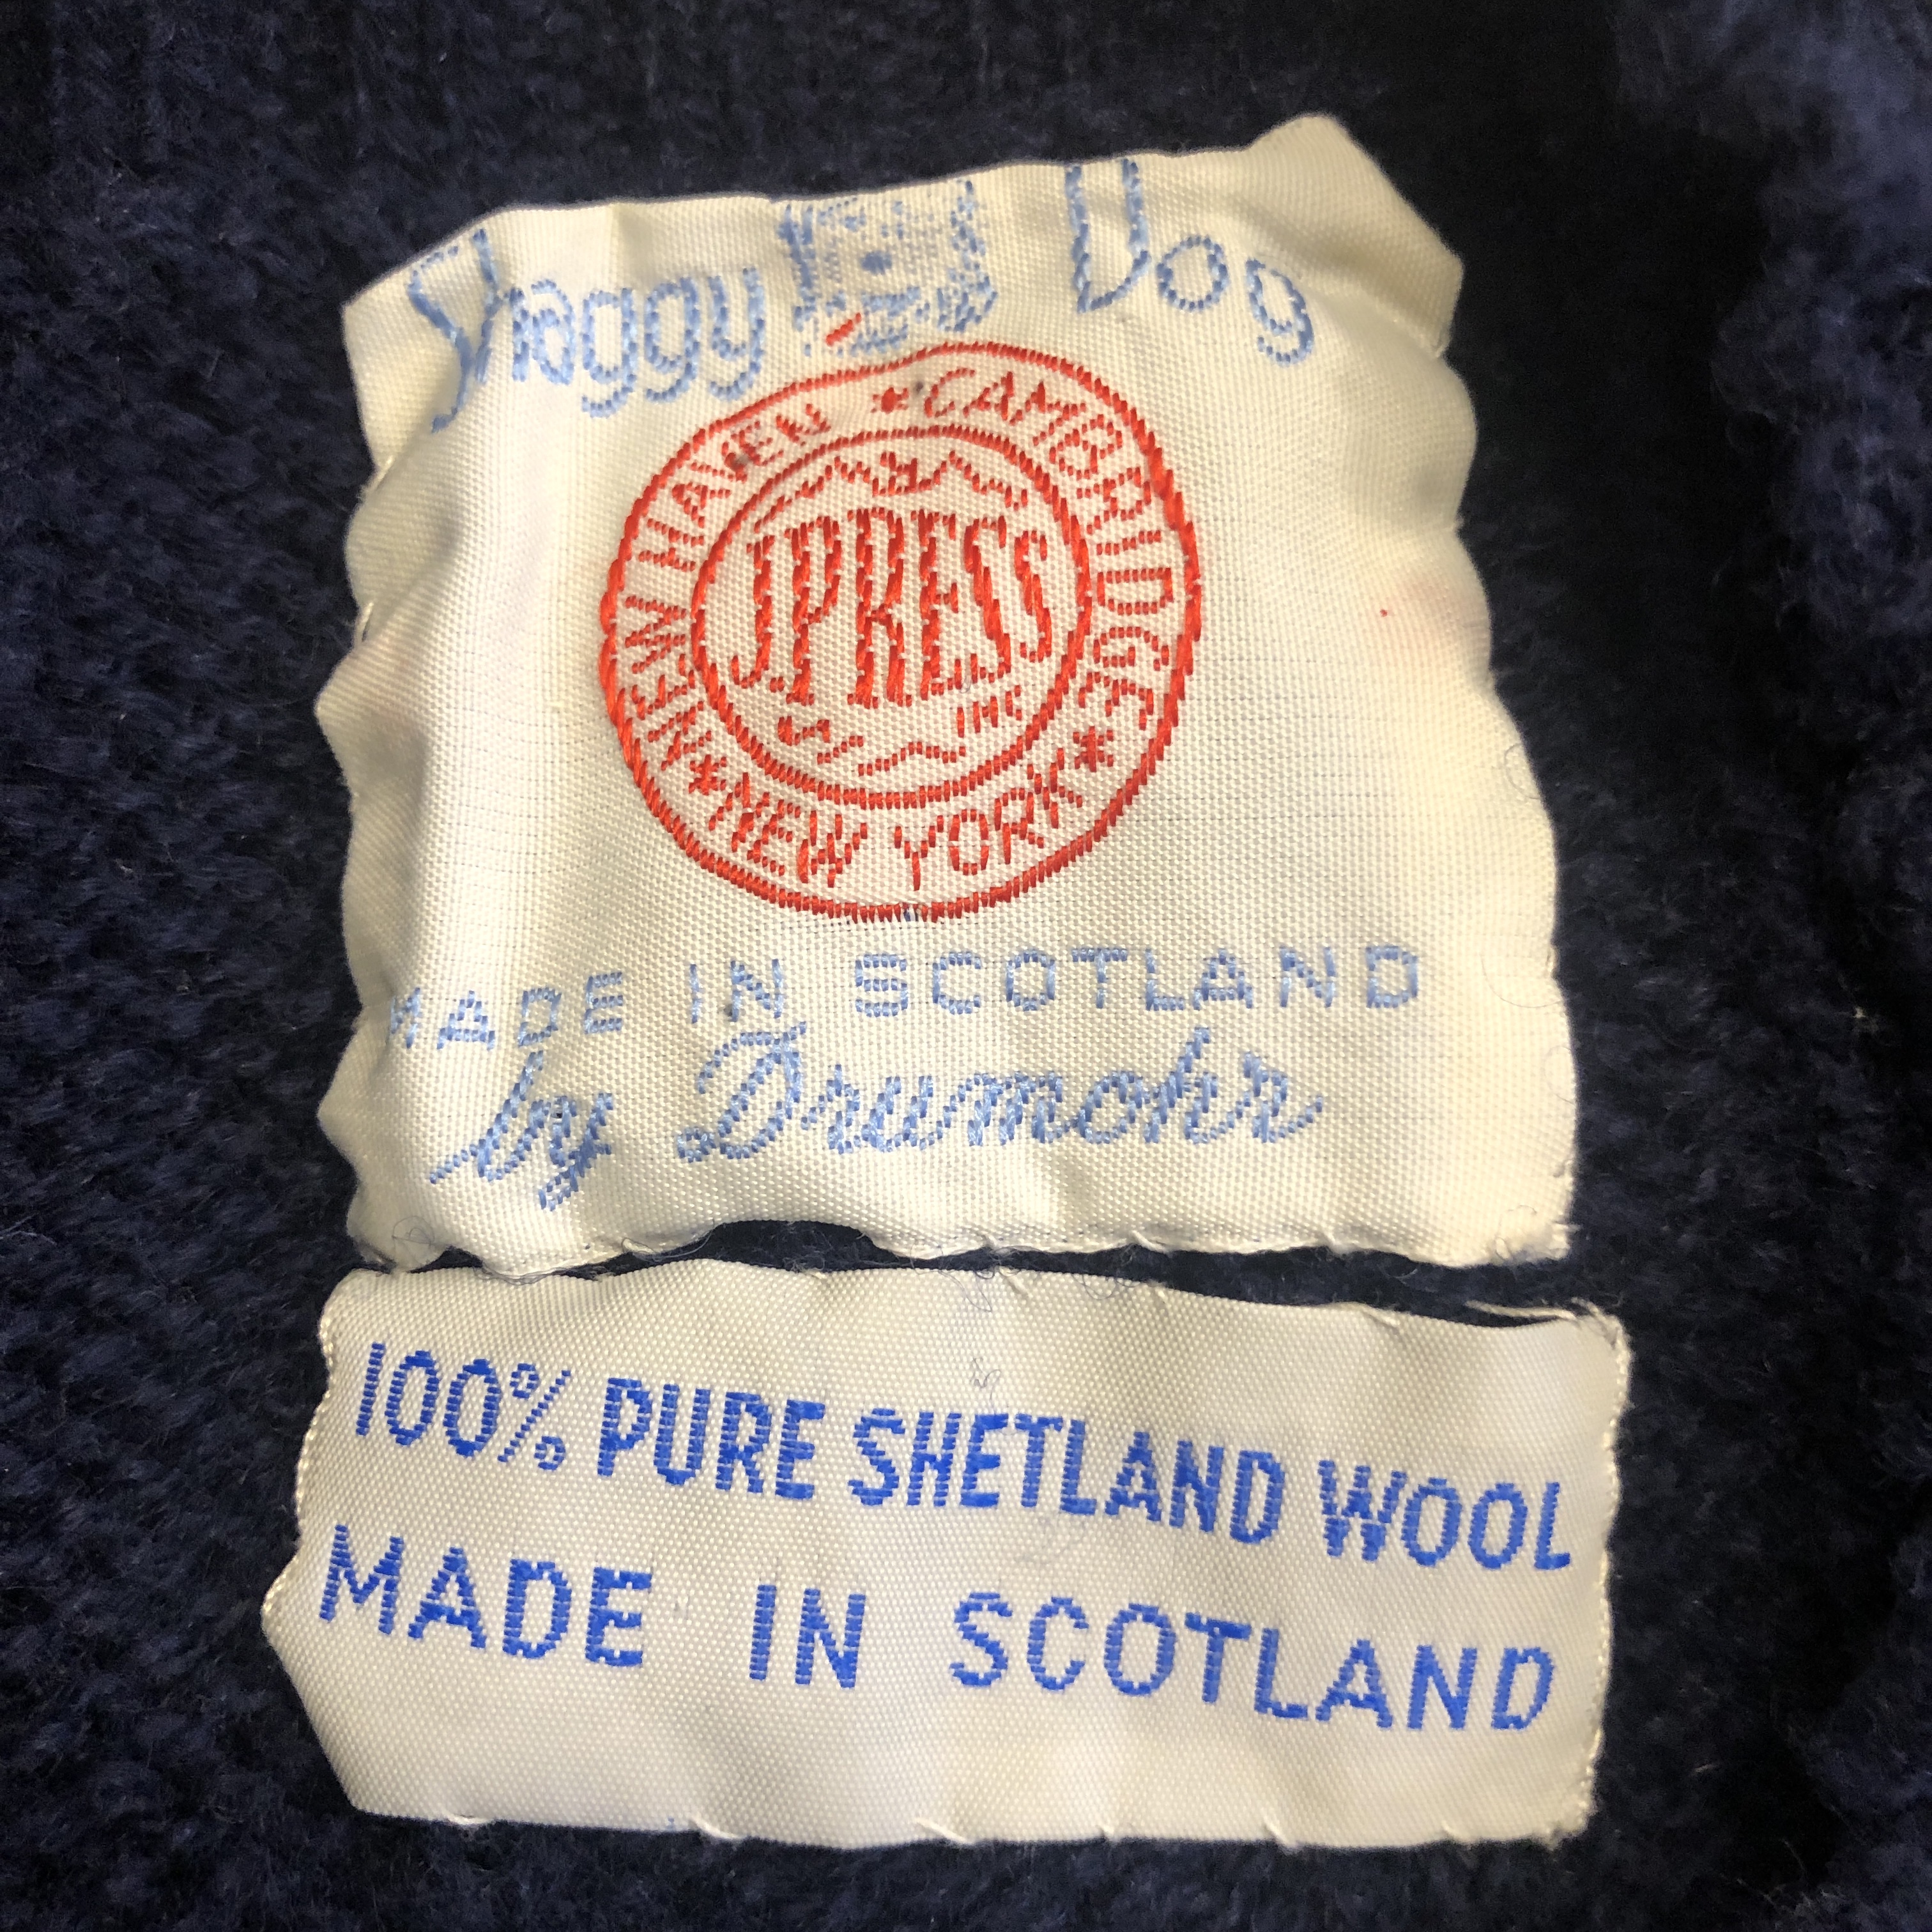 Shaggy Dog
NEW HAVEN * CAMBRIDGE * NEW YORK *
J.PRESS
INC
MADE IN SCOTLAND
by Drumohr
100% PURE SHETLAND WOOL
MADE IN SCOTLAND